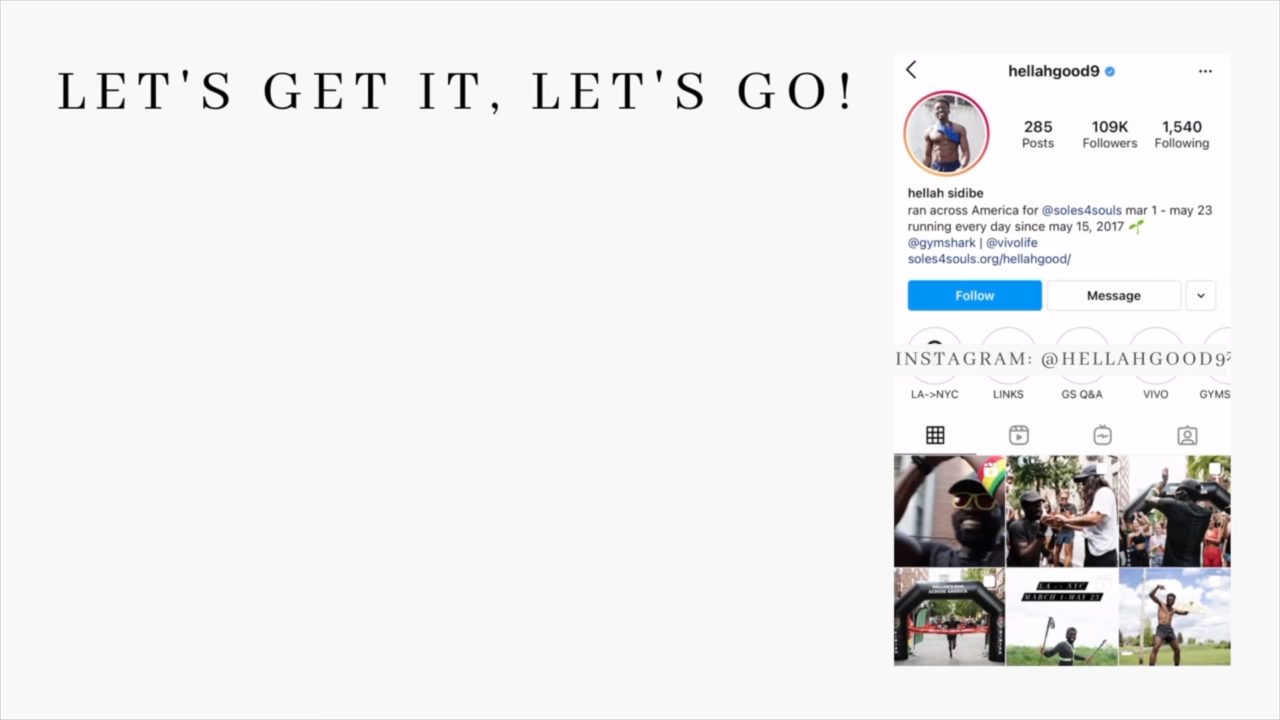 LET'S GET IT, LET'S GO!
hellahgood9
285 109K 1,540
Posts Followers Following
hellah sidibe
ran across America for @soles4souls mar 1 - may 23
running every day since may 15, 2017 🌱
@gymshark | @vivolife
soles4souls.org/hellahgood/
Follow Message
INSTAGRAM: @HELLAHGOOD9
LA->NYC LINKS GS Q&A VIVO GYMS
ACROSS AMERICA
LA -> NYC
MARCH 1-MAY 23